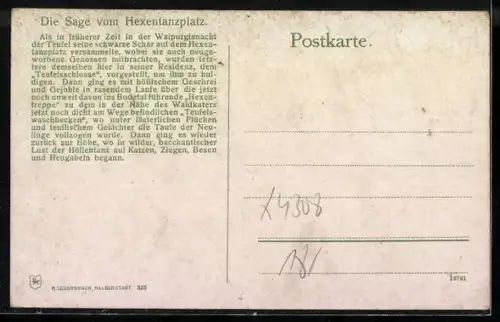 Die Sage vom Hexentanzplatz.
Als in früherer Zeit in der Walpurgisnacht
der Teufel seine schwarze Schar auf dem Hexen-
tanzplatz versammelte, wobei sie auch neuge-
worbene Genossen mitbrachten, wurden letz-
tere demselben hier in seiner Residenz, dem
„Teufelsschlosse", vorgestellt, um ihm zu hul-
digen. Dann ging es mit höllischem Geschrei
und Gejohle in rasendem Laufe über die jetzt
noch unweit davon ins Bodetal führende „Hexen-
treppe" zu dem in der Nähe des Waldkaters
jetzt noch dicht am Wege befindlichen „Teufels-
waschbecken", wo unter lästerlichen Flüchen
und teuflischem Gelächter die Taufe der Neu-
linge vollzogen wurde. Dann ging es wieder
zurück zur Höhe, wo in wilder, bacchantischer
Lust der Höllentanz auf Katzen, Ziegen, Besen
und Heugabeln begann.
Postkarte.
x4308
181
HALBERSTADT